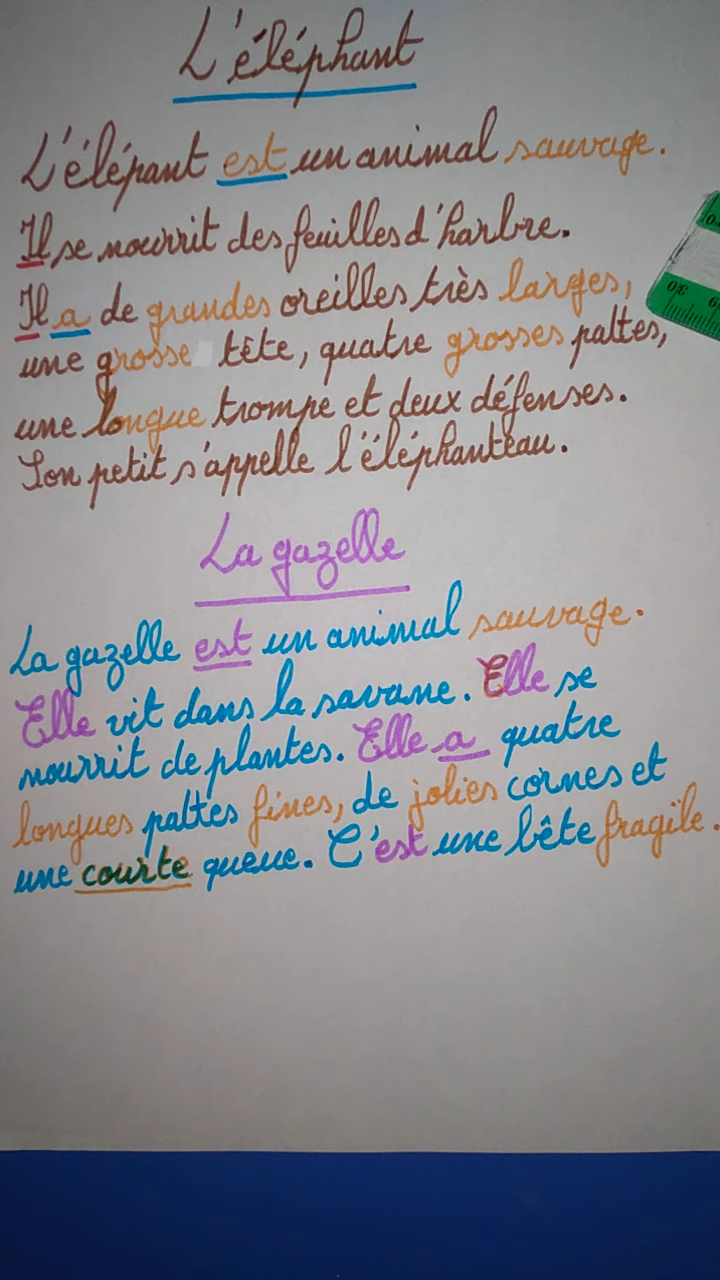 L'éléphant
L'élépant est un animal sauvage.
Il se nourrit des feuilles d'harbre.
Il a de grandes oreilles très larges,
une grosse tête, quatre grosses pattes,
une longue trompe et deux défenses.
Son petit s'appelle l'éléphanteau.
La gazelle
La gazelle est un animal sauvage.
Elle vit dans la savane. Elle se
nourrit de plantes. Elle a quatre
longues pattes fines, de jolies cornes et
une courte queue. C'est une bête fragile.
30